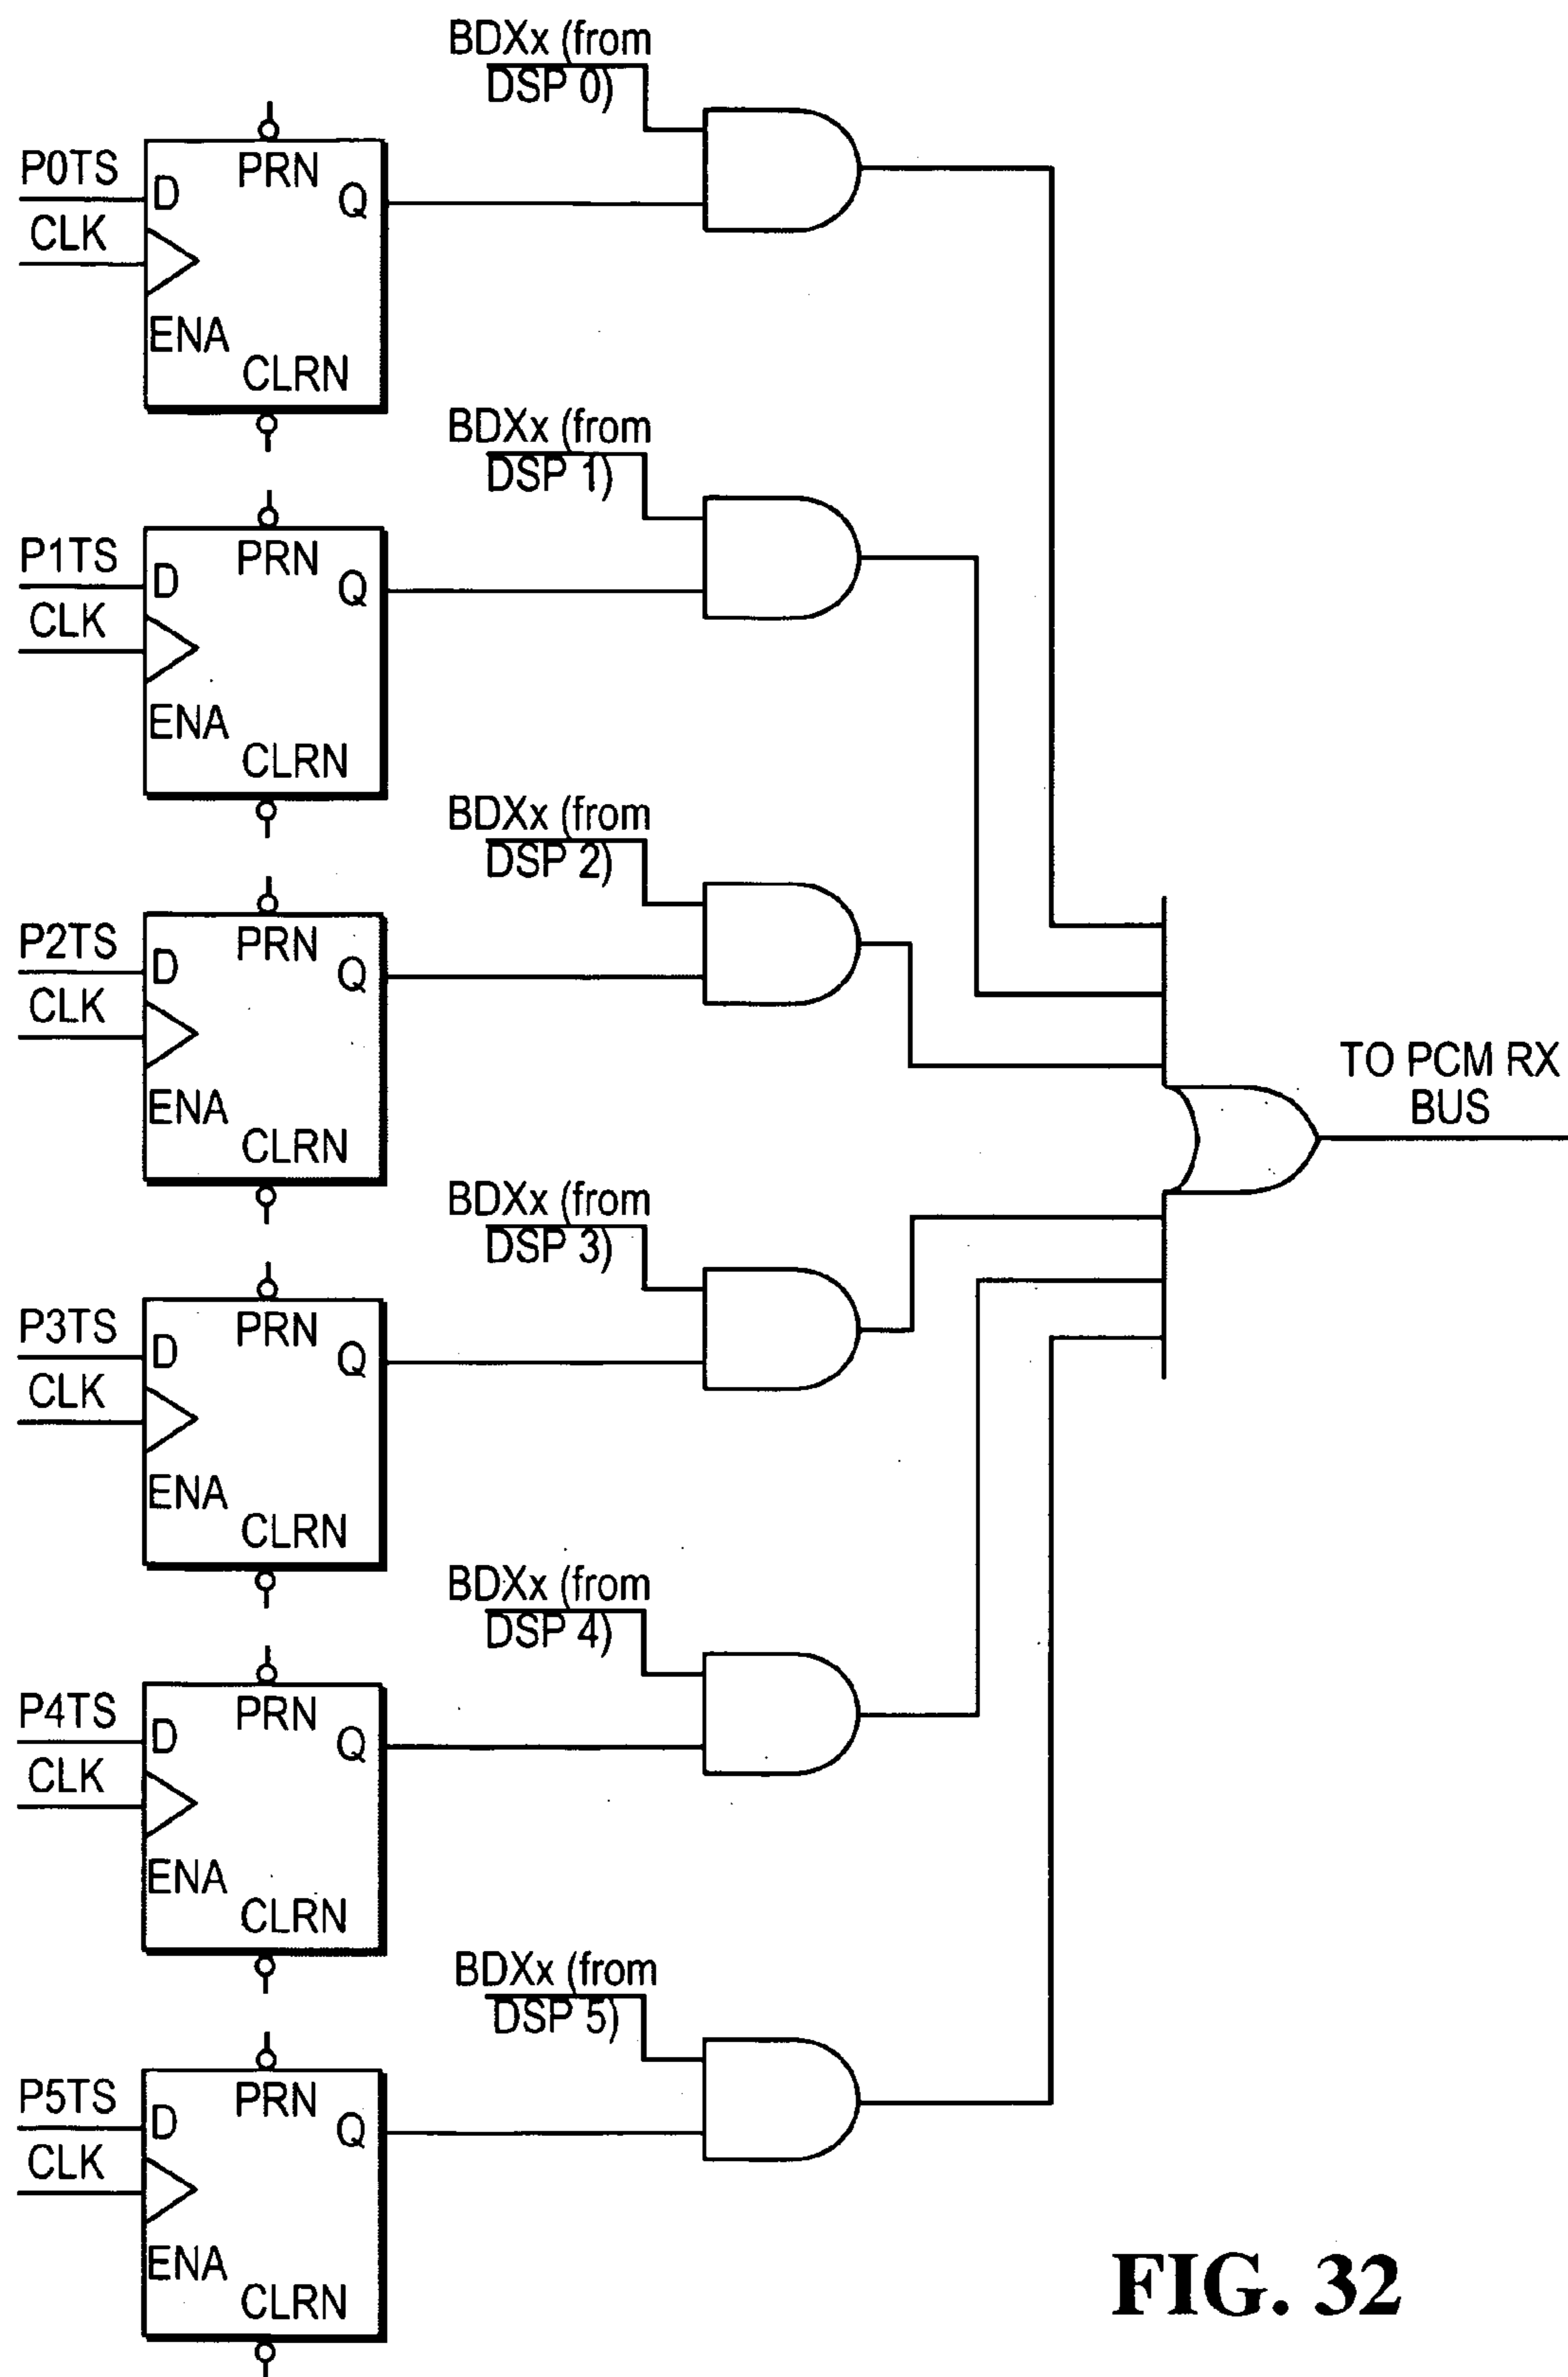 BDXx (from
DSP 0)
P0TS
CLK
D
PRN
Q
ENA
CLRN
BDXx (from
DSP 1)
P1TS
CLK
D
PRN
Q
ENA
CLRN
BDXx (from
DSP 2)
P2TS
CLK
D
PRN
Q
ENA
CLRN
TO PCM RX
BUS
BDXx (from
DSP 3)
P3TS
CLK
D
PRN
Q
ENA
CLRN
BDXx (from
DSP 4)
P4TS
CLK
D
PRN
Q
ENA
CLRN
BDXx (from
DSP 5)
P5TS
CLK
D
PRN
Q
ENA
CLRN
FIG. 32